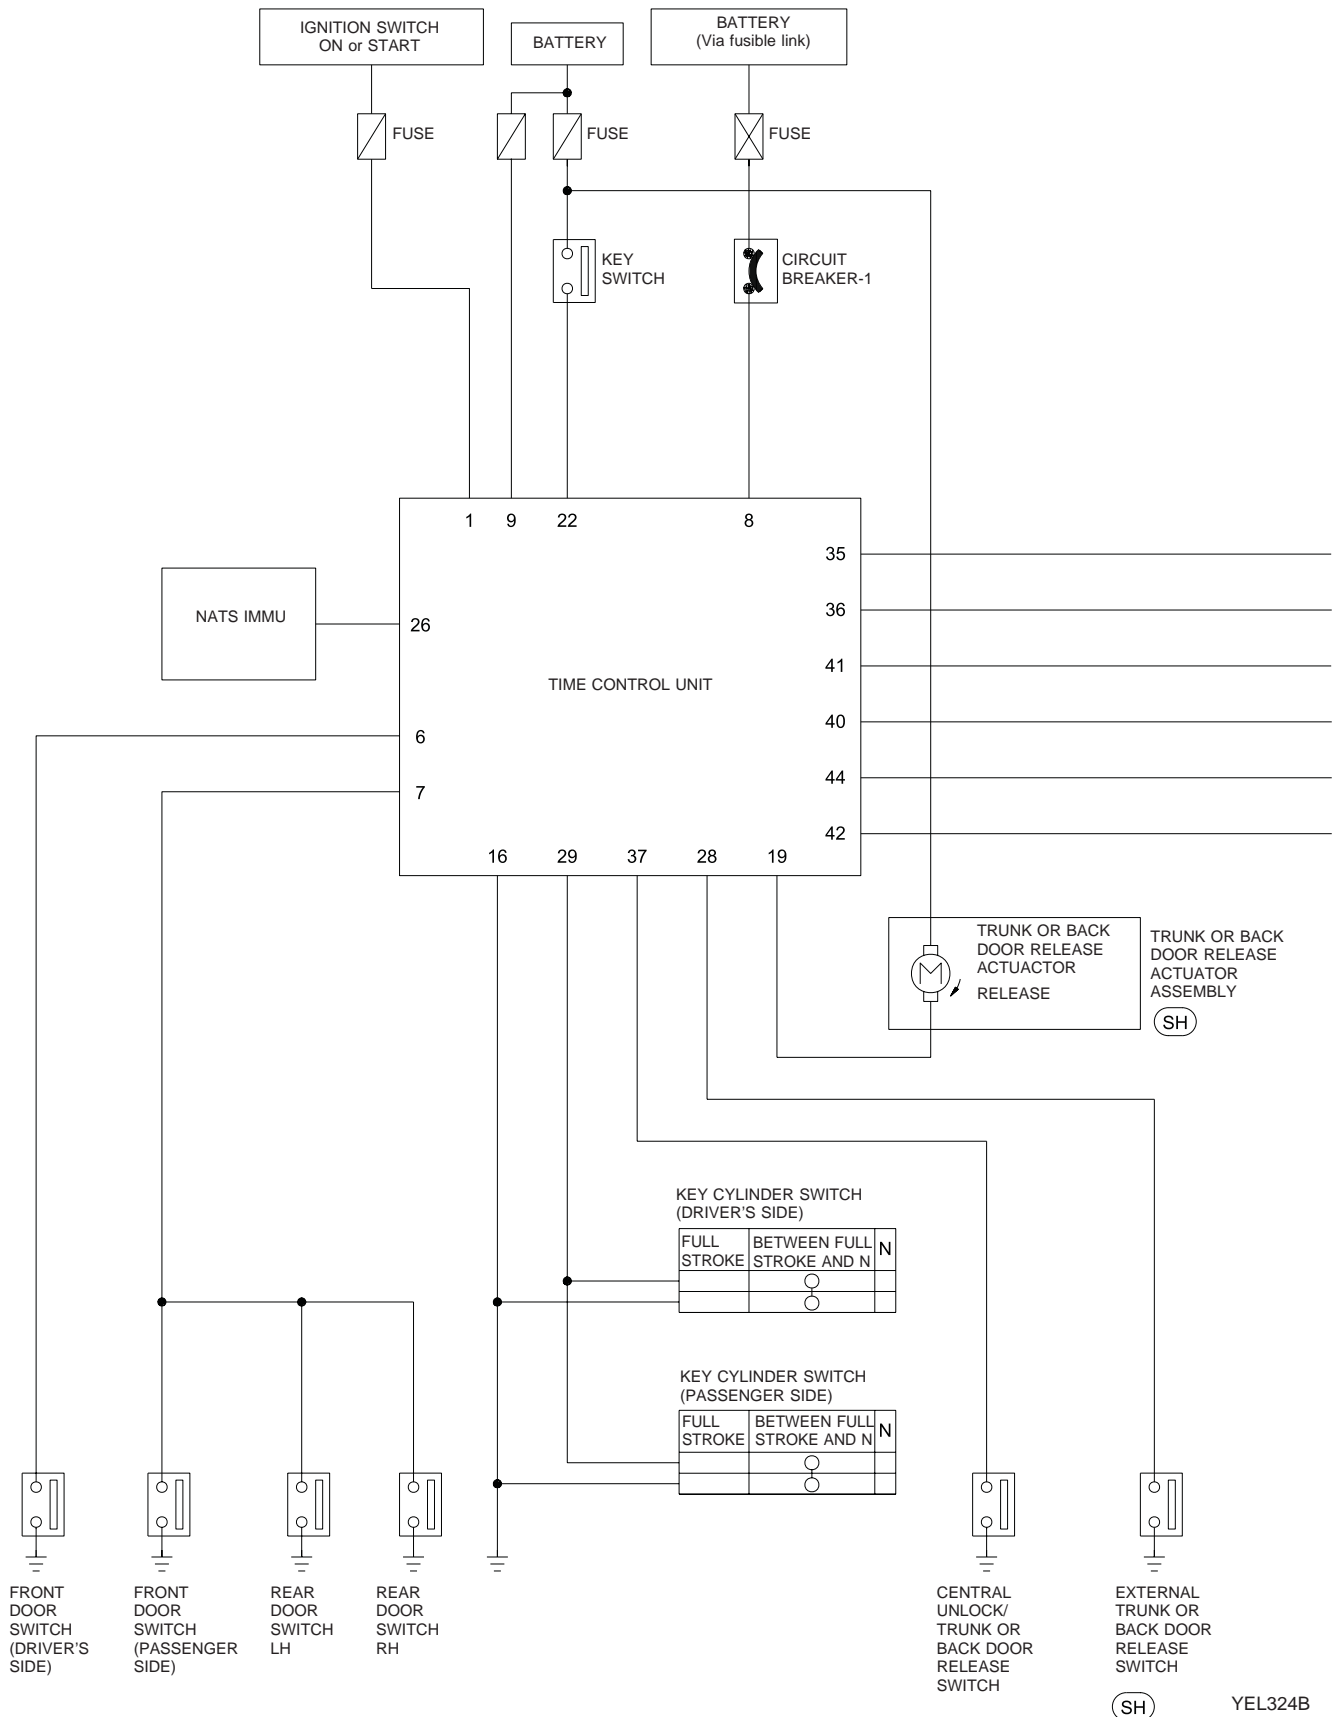 IGNITION SWITCH
ON or START
BATTERY
BATTERY
(Via fusible link)
FUSE
FUSE
FUSE
KEY
SWITCH
CIRCUIT
BREAKER-1
1
9
22
8
35
NATS IMMU
26
36
TIME CONTROL UNIT
41
6
40
7
44
42
16
29
37
28
19
TRUNK OR BACK
DOOR RELEASE
ACTUACTOR
RELEASE
M
TRUNK OR BACK
DOOR RELEASE
ACTUATOR
ASSEMBLY
SH
KEY CYLINDER SWITCH
(DRIVER'S SIDE)
FULL
STROKE
BETWEEN FULL
STROKE AND N
N
KEY CYLINDER SWITCH
(PASSENGER SIDE)
FULL
STROKE
BETWEEN FULL
STROKE AND N
N
FRONT
DOOR
SWITCH
(DRIVER'S
SIDE)
FRONT
DOOR
SWITCH
(PASSENGER
SIDE)
REAR
DOOR
SWITCH
LH
REAR
DOOR
SWITCH
RH
CENTRAL
UNLOCK/
TRUNK OR
BACK DOOR
RELEASE
SWITCH
EXTERNAL
TRUNK OR
BACK DOOR
RELEASE
SWITCH
SH
YEL324B